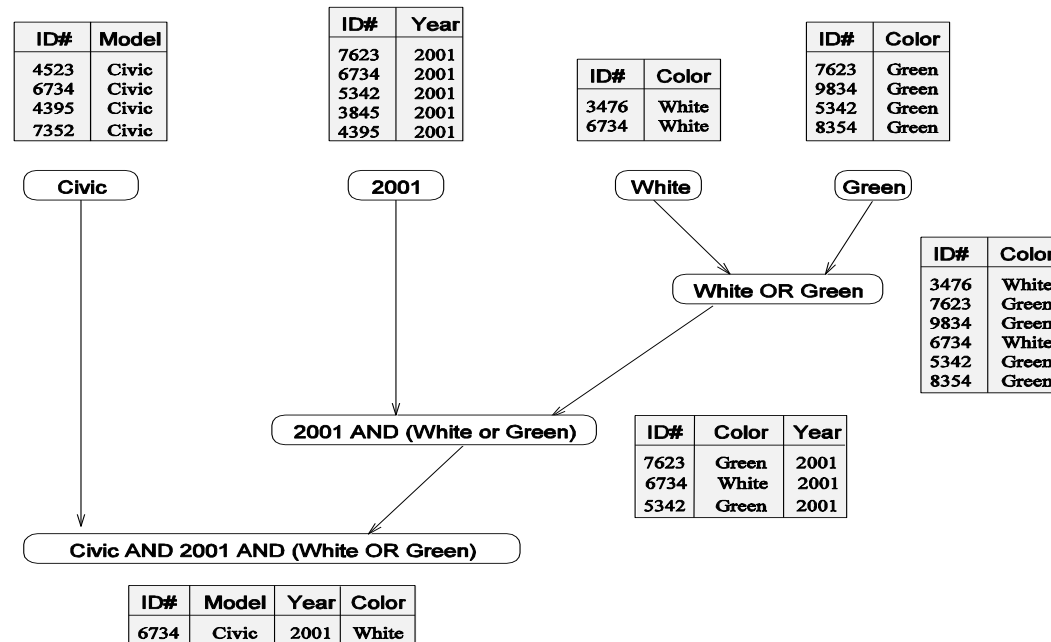 ID# Model
4523 Civic
6734 Civic
4395 Civic
7352 Civic
ID# Year
7623 2001
6734 2001
5342 2001
3845 2001
4395 2001
ID# Color
3476 White
6734 White
ID# Color
7623 Green
9834 Green
5342 Green
8354 Green
Civic
2001
White
Green
White OR Green
ID# Color
3476 White
7623 Green
9834 Green
6734 White
5342 Green
8354 Green
2001 AND (White or Green)
ID# Color Year
7623 Green 2001
6734 White 2001
5342 Green 2001
Civic AND 2001 AND (White OR Green)
ID# Model Year Color
6734 Civic 2001 White